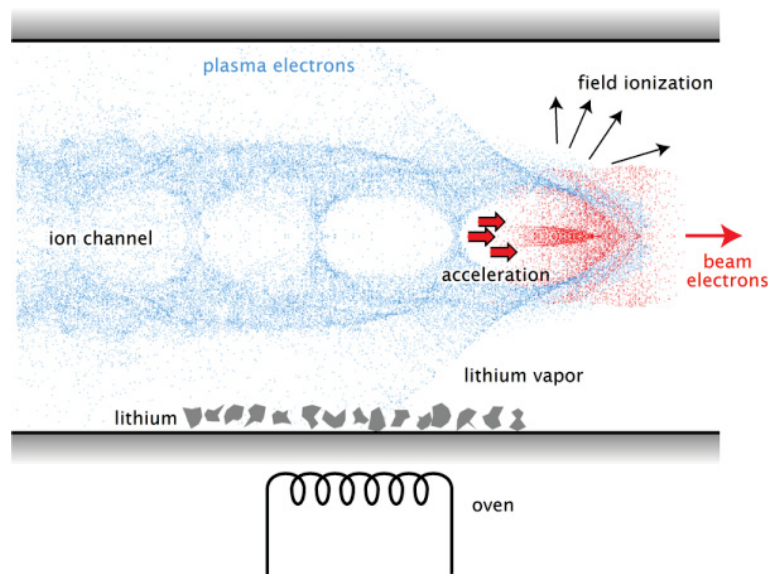 plasma electrons
field ionization
ion channel
acceleration
beam
electrons
lithium vapor
lithium
oven